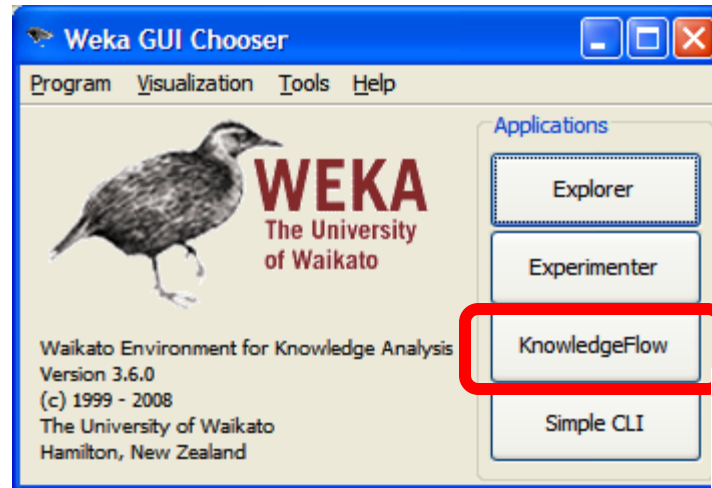 Weka GUI Chooser
Program Visualization Tools Help
Applications
WEKA
The University
of Waikato
Explorer
Experimenter
KnowledgeFlow
Simple CLI
Waikato Environment for Knowledge Analysis
Version 3.6.0
(c) 1999 - 2008
The University of Waikato
Hamilton, New Zealand